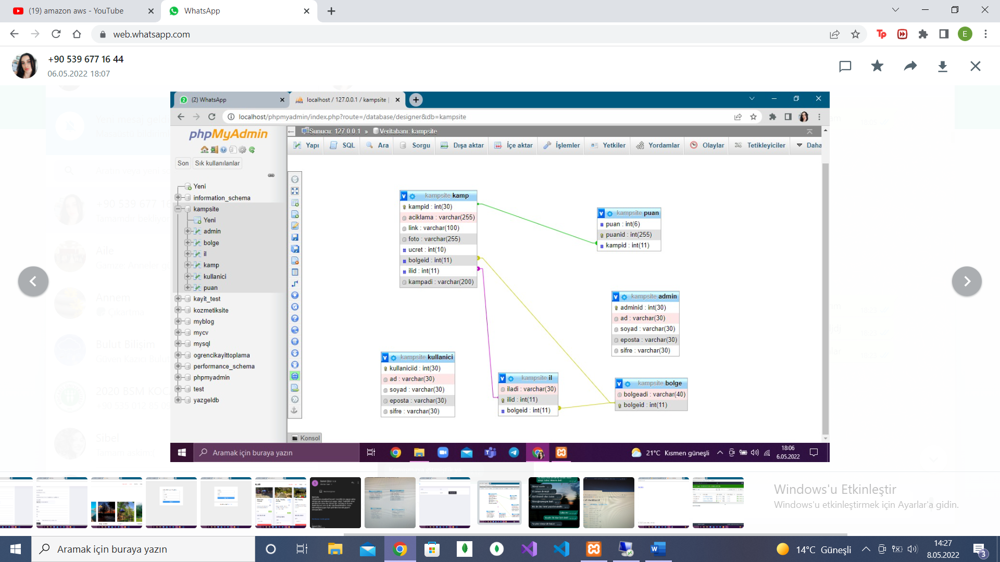 (19) amazon aws - YouTube
WhatsApp
web.whatsapp.com
E
+90 539 677 16 44
06.05.2022 18:07
(2) WhatsApp
localhost / 127.0.0.1 / kampsite |
localhost/phpmyadmin/index.php?route=/database/designer&db=kampsite
phpMyAdmin
Son
Sık kullanılanlar
Yeni
information_schema
kampsite
Yeni
admin
bolge
il
kamp
kullanici
puan
kayit_test
kozmetiksite
myblog
mycv
mysql
ogrencikayittoplama
performance_schema
phpmyadmin
test
yazgeldb
Sunucu: 127.0.0.1 » Veritabanı: kampsite
Yapı
SQL
Ara
Sorgu
Dışa aktar
İçe aktar
İşlemler
Yetkiler
Yordamlar
Olaylar
Tetikleyiciler
Daha
kampsite kamp
kampid : int(30)
aciklama : varchar(255)
link : varchar(100)
foto : varchar(255)
ucret : int(10)
bolgeid : int(11)
ilid : int(11)
kampadi : varchar(200)
kampsite puan
puan : int(6)
puanid : int(255)
kampid : int(11)
kampsite admin
adminid : int(30)
ad : varchar(30)
soyad : varchar(30)
eposta : varchar(30)
sifre : varchar(30)
kampsite kullanici
kullaniciid : int(30)
ad : varchar(30)
soyad : varchar(30)
eposta : varchar(30)
sifre : varchar(30)
kampsite il
iladi : varchar(30)
ilid : int(11)
bolgeid : int(11)
kampsite bolge
bolgeadi : varchar(40)
bolgeid : int(11)
Konsol
Aramak için buraya yazın
21°C Kısmen güneşli
18:06
6.05.2022
Aile
Annem
Çıkartma
Bulut Bilişim
Sibel
Windows'u Etkinleştir
Windows'u etkinleştirmek için Ayarlar'a gidin.
Aramak için buraya yazın
14°C Güneşli
14:27
8.05.2022
3